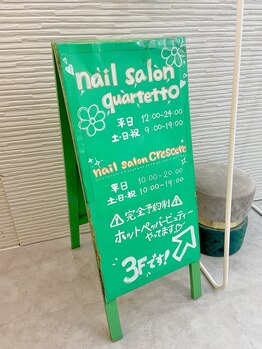 nail salon
quartetto
平日 12:00-24:00
土・日・祝 9:00-19:00
nail salon Crescere
平日 10:00-20:00
土・日・祝 10:00~19:00
⚠完全予約制⚠
ホットペッパービューティー
やってます♡
3Fです!